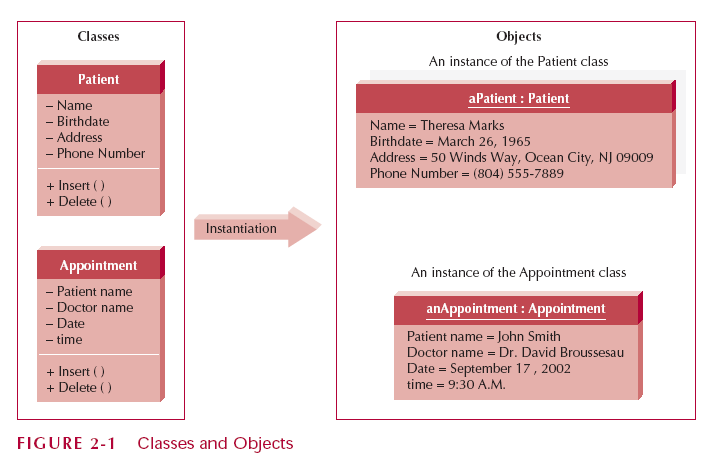 Classes
Patient
– Name
– Birthdate
– Address
– Phone Number
+ Insert ( )
+ Delete ( )
Appointment
– Patient name
– Doctor name
– Date
– time
+ Insert ( )
+ Delete ( )
Instantiation
Objects
An instance of the Patient class
aPatient : Patient
Name = Theresa Marks
Birthdate = March 26, 1965
Address = 50 Winds Way, Ocean City, NJ 09009
Phone Number = (804) 555-7889
An instance of the Appointment class
anAppointment : Appointment
Patient name = John Smith
Doctor name = Dr. David Broussesau
Date = September 17 , 2002
time = 9:30 A.M.
FIGURE 2-1 Classes and Objects